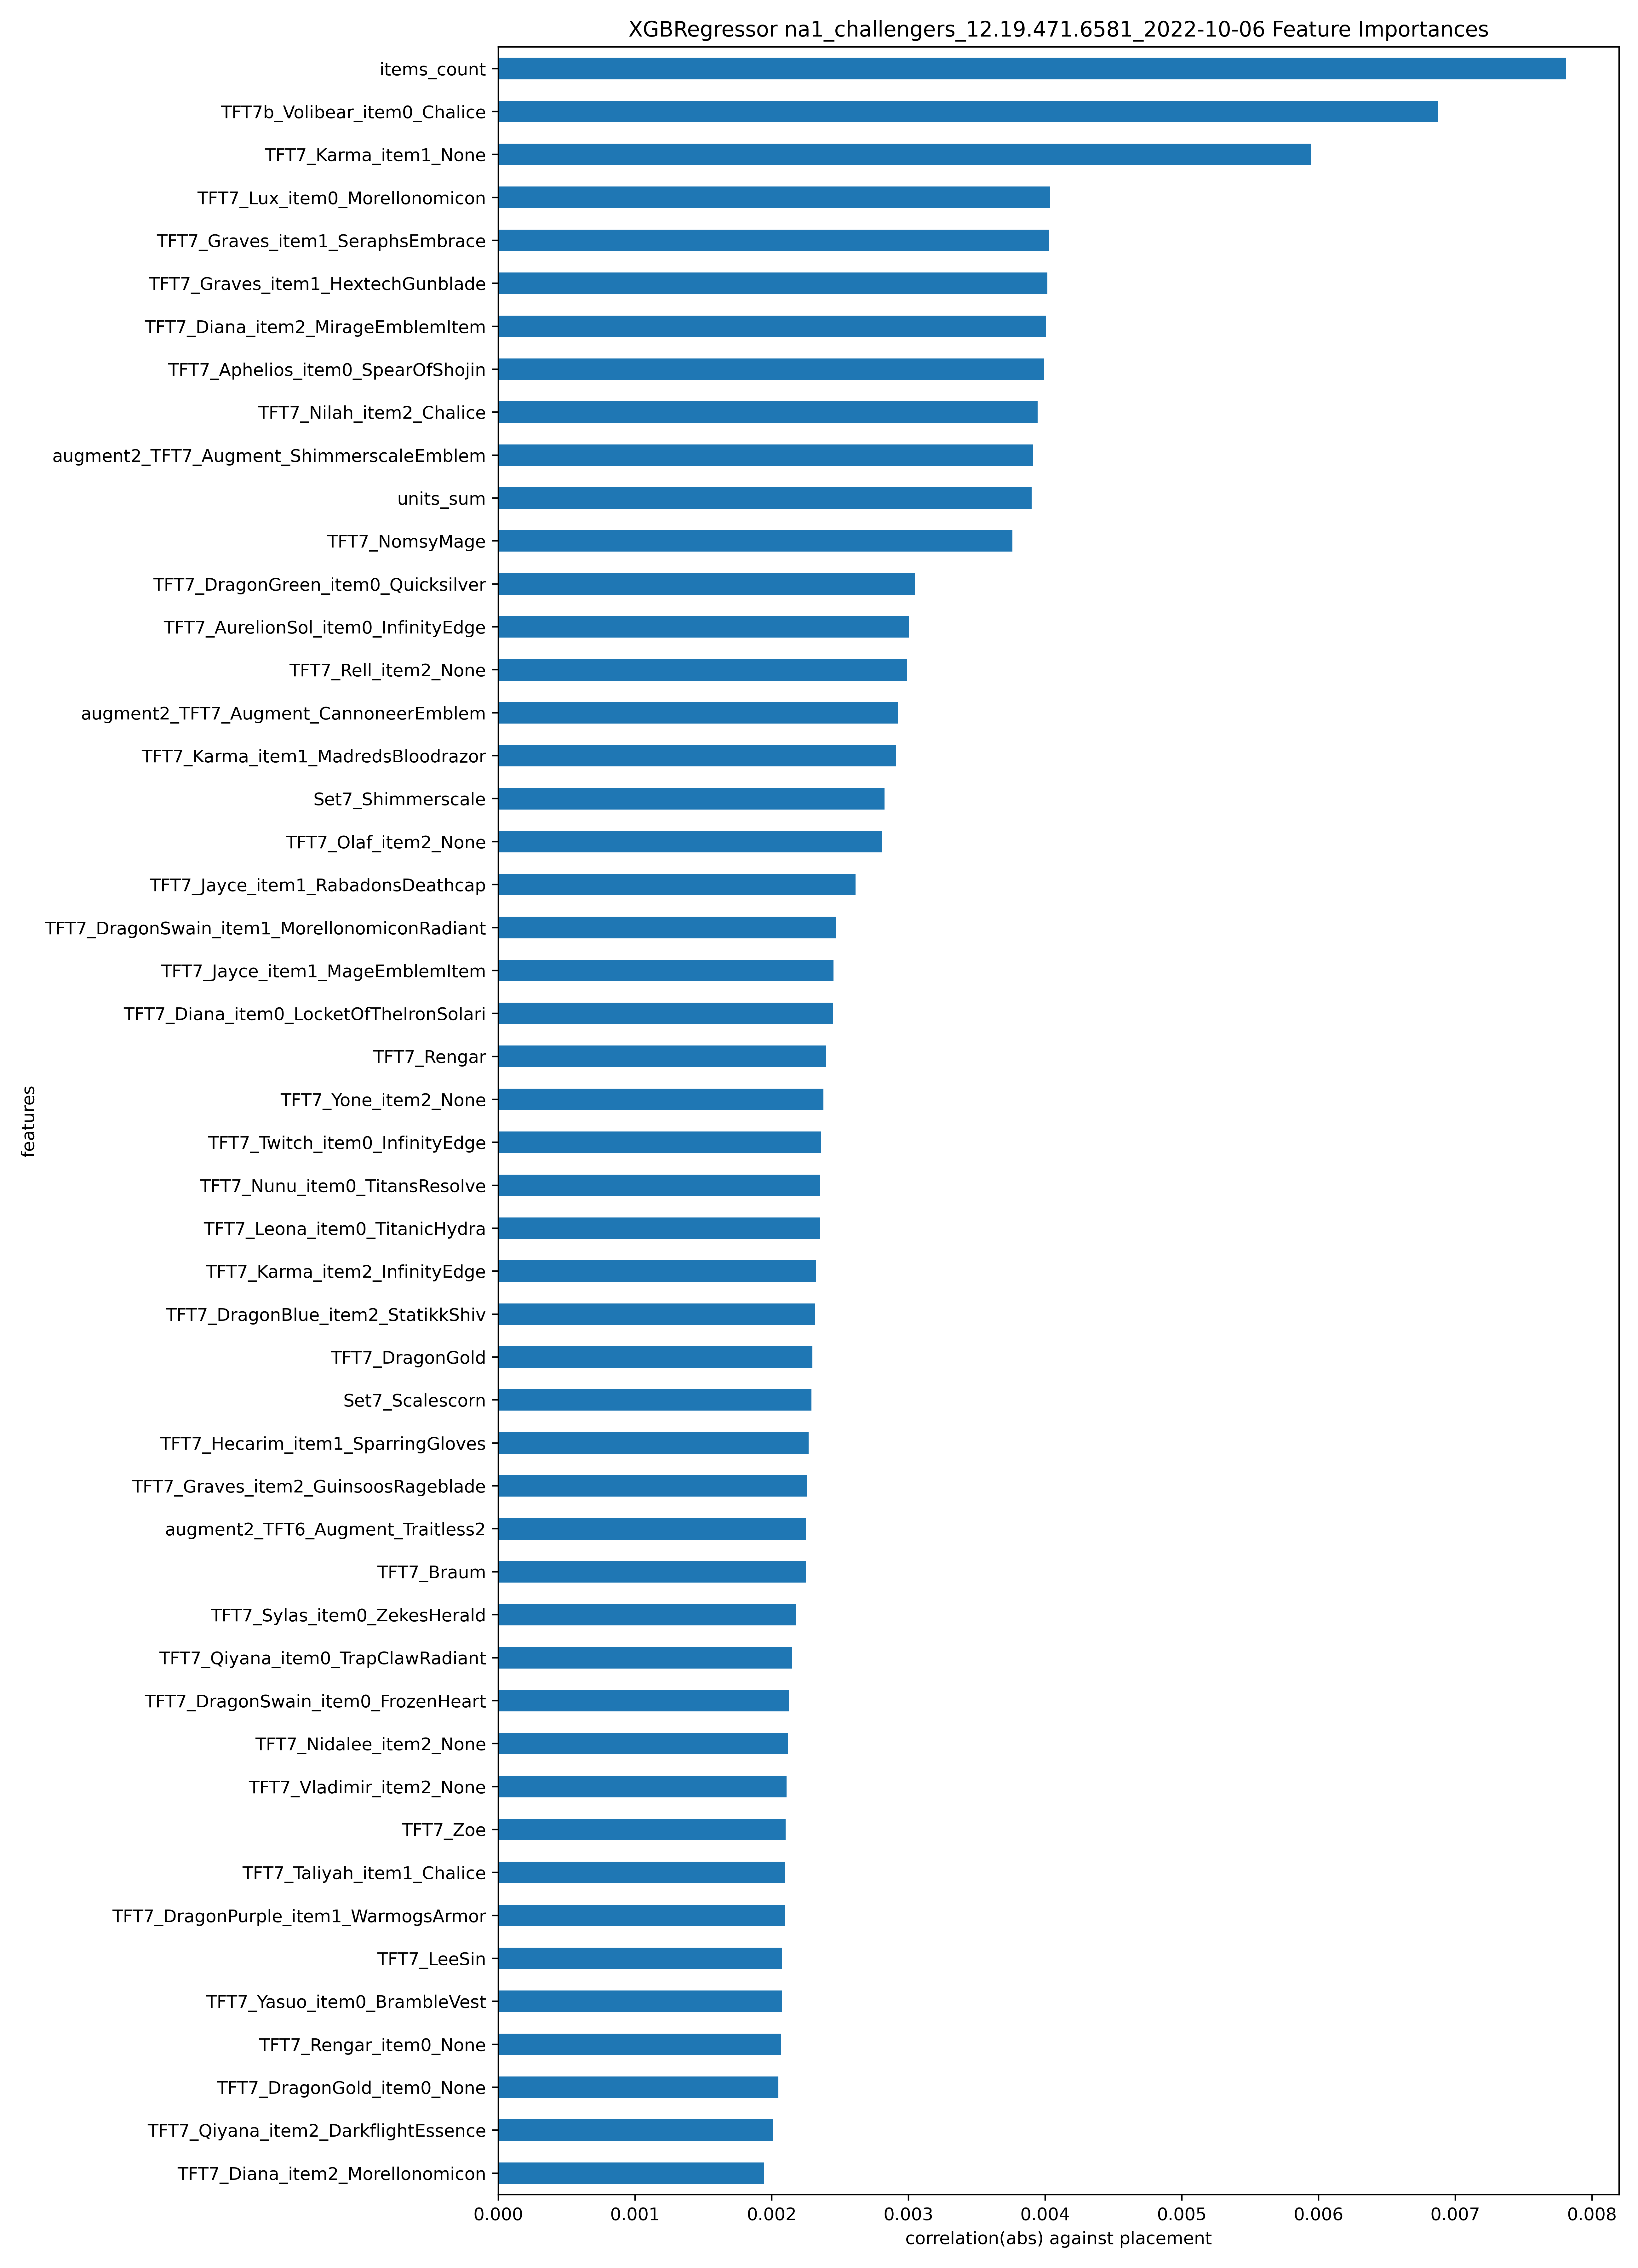 XGBRegressor na1_challengers_12.19.471.6581_2022-10-06 Feature Importances
items_count
TFT7b_Volibear_item0_Chalice
TFT7_Karma_item1_None
TFT7_Lux_item0_Morellonomicon
TFT7_Graves_item1_SeraphsEmbrace
TFT7_Graves_item1_HextechGunblade
TFT7_Diana_item2_MirageEmblemItem
TFT7_Aphelios_item0_SpearOfShojin
TFT7_Nilah_item2_Chalice
augment2_TFT7_Augment_ShimmerscaleEmblem
units_sum
TFT7_NomsyMage
TFT7_DragonGreen_item0_Quicksilver
TFT7_AurelionSol_item0_InfinityEdge
TFT7_Rell_item2_None
augment2_TFT7_Augment_CannoneerEmblem
TFT7_Karma_item1_MadredsBloodrazor
Set7_Shimmerscale
TFT7_Olaf_item2_None
TFT7_Jayce_item1_RabadonsDeathcap
TFT7_DragonSwain_item1_MorellonomiconRadiant
TFT7_Jayce_item1_MageEmblemItem
TFT7_Diana_item0_LocketOfTheIronSolari
TFT7_Rengar
TFT7_Yone_item2_None
TFT7_Twitch_item0_InfinityEdge
TFT7_Nunu_item0_TitansResolve
TFT7_Leona_item0_TitanicHydra
TFT7_Karma_item2_InfinityEdge
TFT7_DragonBlue_item2_StatikkShiv
TFT7_DragonGold
Set7_Scalescorn
TFT7_Hecarim_item1_SparringGloves
TFT7_Graves_item2_GuinsoosRageblade
augment2_TFT6_Augment_Traitless2
TFT7_Braum
TFT7_Sylas_item0_ZekesHerald
TFT7_Qiyana_item0_TrapClawRadiant
TFT7_DragonSwain_item0_FrozenHeart
TFT7_Nidalee_item2_None
TFT7_Vladimir_item2_None
TFT7_Zoe
TFT7_Taliyah_item1_Chalice
TFT7_DragonPurple_item1_WarmogsArmor
TFT7_LeeSin
TFT7_Yasuo_item0_BrambleVest
TFT7_Rengar_item0_None
TFT7_DragonGold_item0_None
TFT7_Qiyana_item2_DarkflightEssence
TFT7_Diana_item2_Morellonomicon
features
0.000 0.001 0.002 0.003 0.004 0.005 0.006 0.007 0.008
correlation(abs) against placement